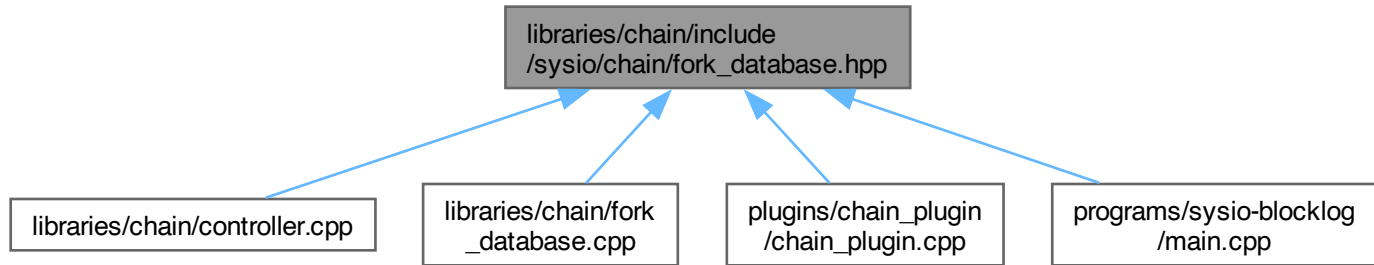 libraries/chain/include
/sysio/chain/fork_database.hpp
libraries/chain/controller.cpp
libraries/chain/fork
_database.cpp
plugins/chain_plugin
/chain_plugin.cpp
programs/sysio-blocklog
/main.cpp